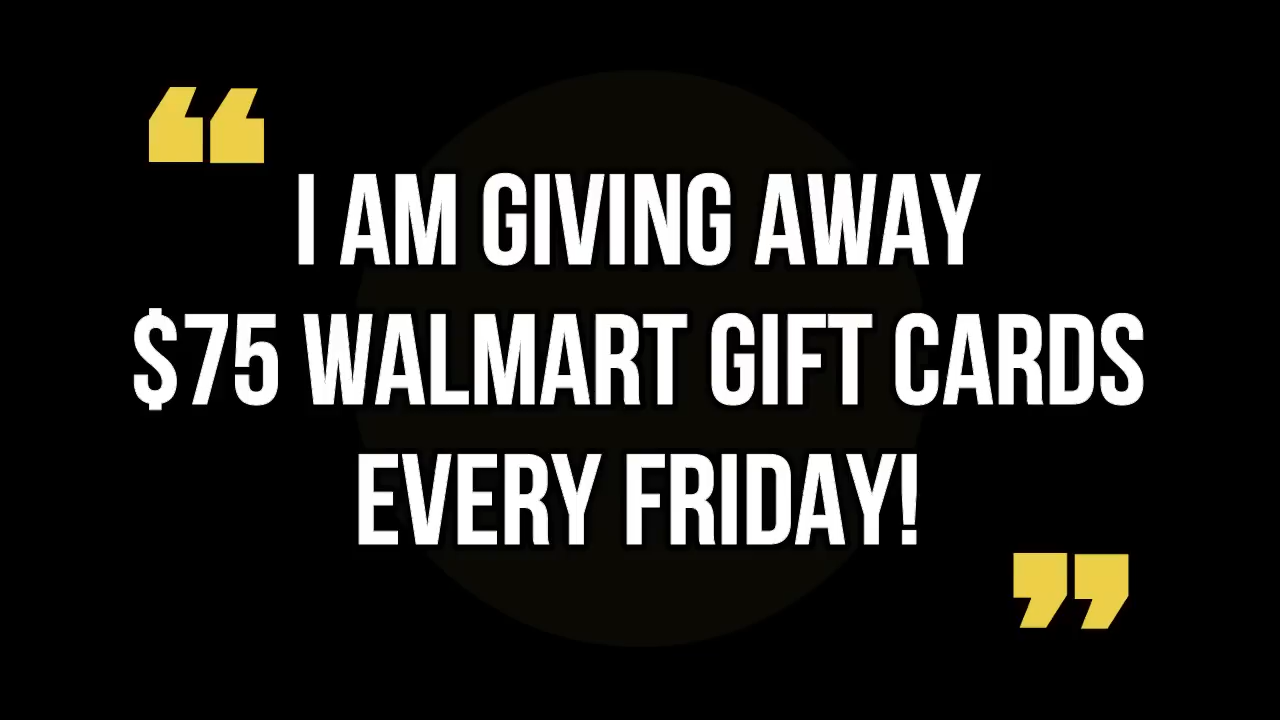 “
I AM GIVING AWAY
$75 WALMART GIFT CARDS
EVERY FRIDAY!
”